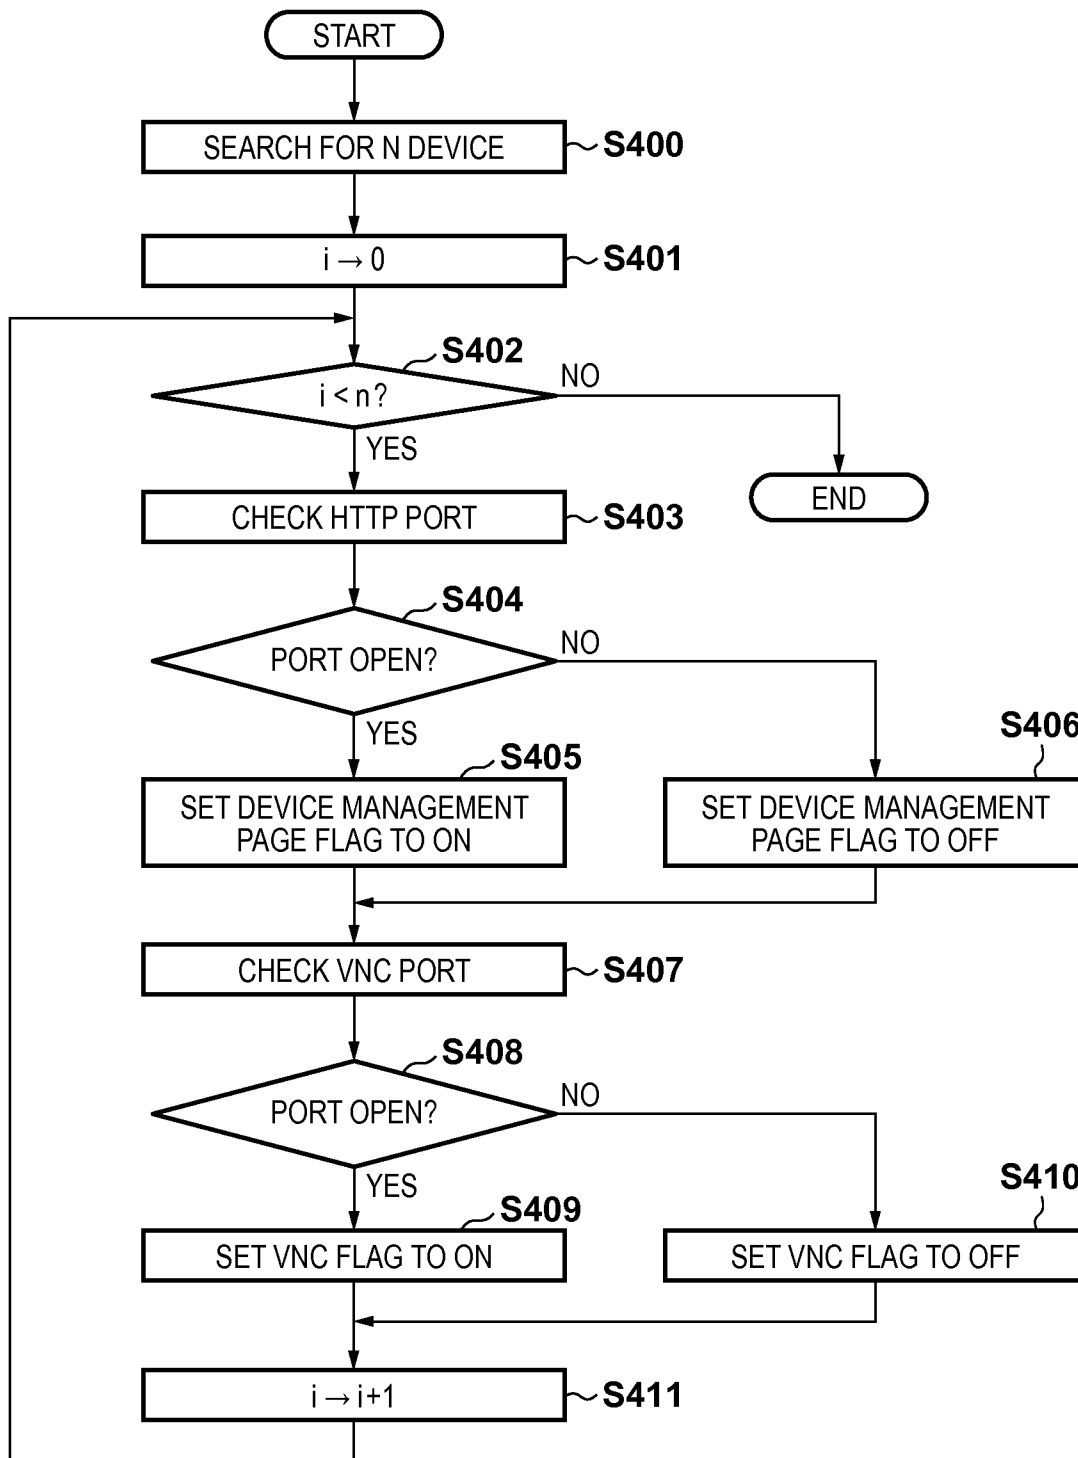 START
SEARCH FOR N DEVICE
S400
i → 0
S401
S402
i < n?
NO
YES
END
CHECK HTTP PORT
S403
S404
PORT OPEN?
NO
YES
S405
S406
SET DEVICE MANAGEMENT
PAGE FLAG TO ON
SET DEVICE MANAGEMENT
PAGE FLAG TO OFF
CHECK VNC PORT
S407
S408
PORT OPEN?
NO
YES
S409
S410
SET VNC FLAG TO ON
SET VNC FLAG TO OFF
i → i+1
S411